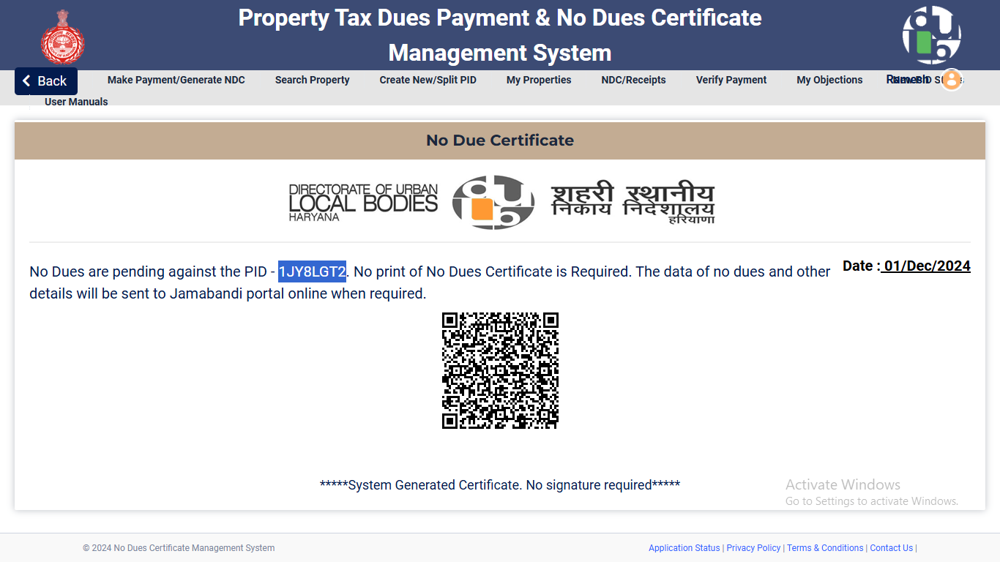 Property Tax Dues Payment & No Dues Certificate
Management System
Back
Make Payment/Generate NDC Search Property Create New/Split PID My Properties NDC/Receipts Verify Payment My Objections Ramesh
User Manuals
No Due Certificate
DIRECTORATE OF URBAN
LOCAL BODIES
HARYANA
शहरी स्थानीय
निकाय निदेशालय
हरियाणा
No Dues are pending against the PID - 1JY8LGT2. No print of No Dues Certificate is Required. The data of no dues and other
details will be sent to Jamabandi portal online when required.
Date : 01/Dec/2024
*****System Generated Certificate. No signature required*****
Activate Windows
Go to Settings to activate Windows.
© 2024 No Dues Certificate Management System
Application Status | Privacy Policy | Terms & Conditions | Contact Us |